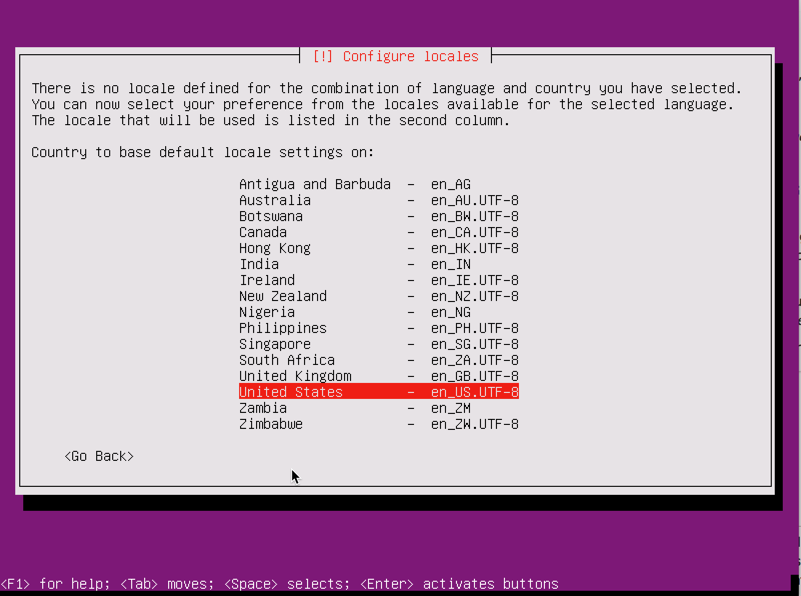 [!] Configure locales
There is no locale defined for the combination of language and country you have selected.
You can now select your preference from the locales available for the selected language.
The locale that will be used is listed in the second column.
Country to base default locale settings on:
Antigua and Barbuda - en_AG
Australia - en_AU.UTF-8
Botswana - en_BW.UTF-8
Canada - en_CA.UTF-8
Hong Kong - en_HK.UTF-8
India - en_IN
Ireland - en_IE.UTF-8
New Zealand - en_NZ.UTF-8
Nigeria - en_NG
Philippines - en_PH.UTF-8
Singapore - en_SG.UTF-8
South Africa - en_ZA.UTF-8
United Kingdom - en_GB.UTF-8
United States - en_US.UTF-8
Zambia - en_ZM
Zimbabwe - en_ZW.UTF-8
<Go Back>
<F1> for help; <Tab> moves; <Space> selects; <Enter> activates buttons